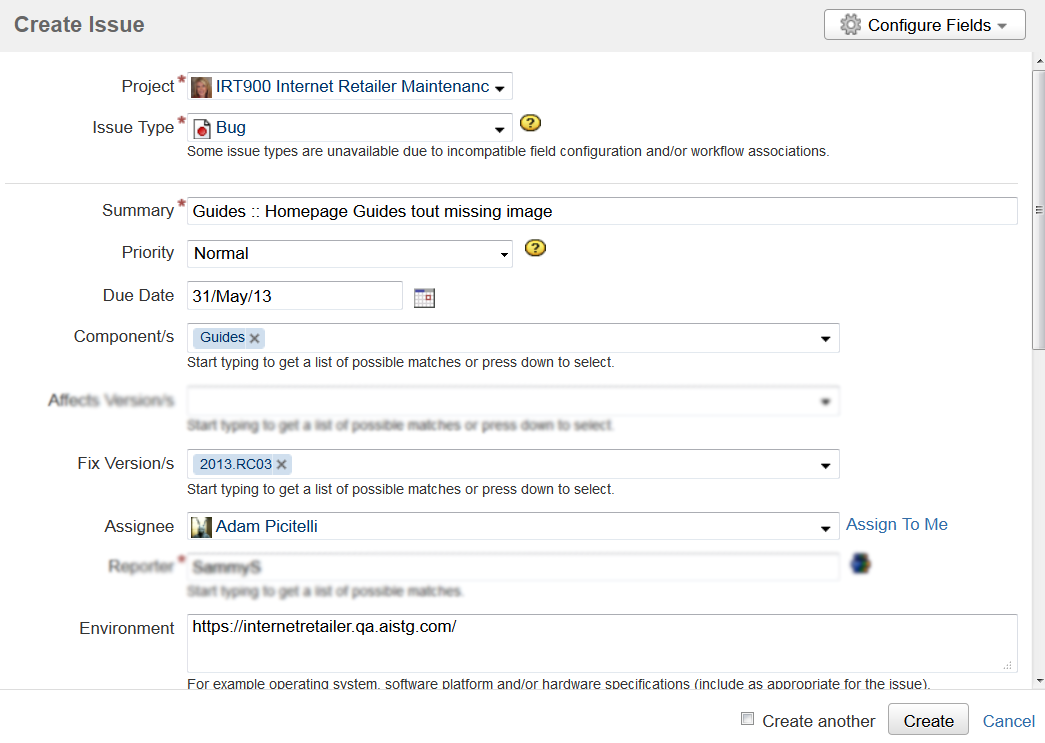 Create Issue
Configure Fields
Project * IRT900 Internet Retailer Maintenanc
Issue Type * Bug ?
Some issue types are unavailable due to incompatible field configuration and/or workflow associations.
Summary * Guides :: Homepage Guides tout missing image
Priority Normal ?
Due Date 31/May/13
Component/s Guides
Start typing to get a list of possible matches or press down to select.
Affects Version/s
Start typing to get a list of possible matches or press down to select.
Fix Version/s 2013.RC03
Start typing to get a list of possible matches or press down to select.
Assignee Adam Picitelli Assign To Me
Reporter * SammyS
Start typing to get a list of possible matches.
Environment https://internetretailer.qa.aistg.com/
For example operating system, software platform and/or hardware specifications (include as appropriate for the issue).
Create another Create Cancel